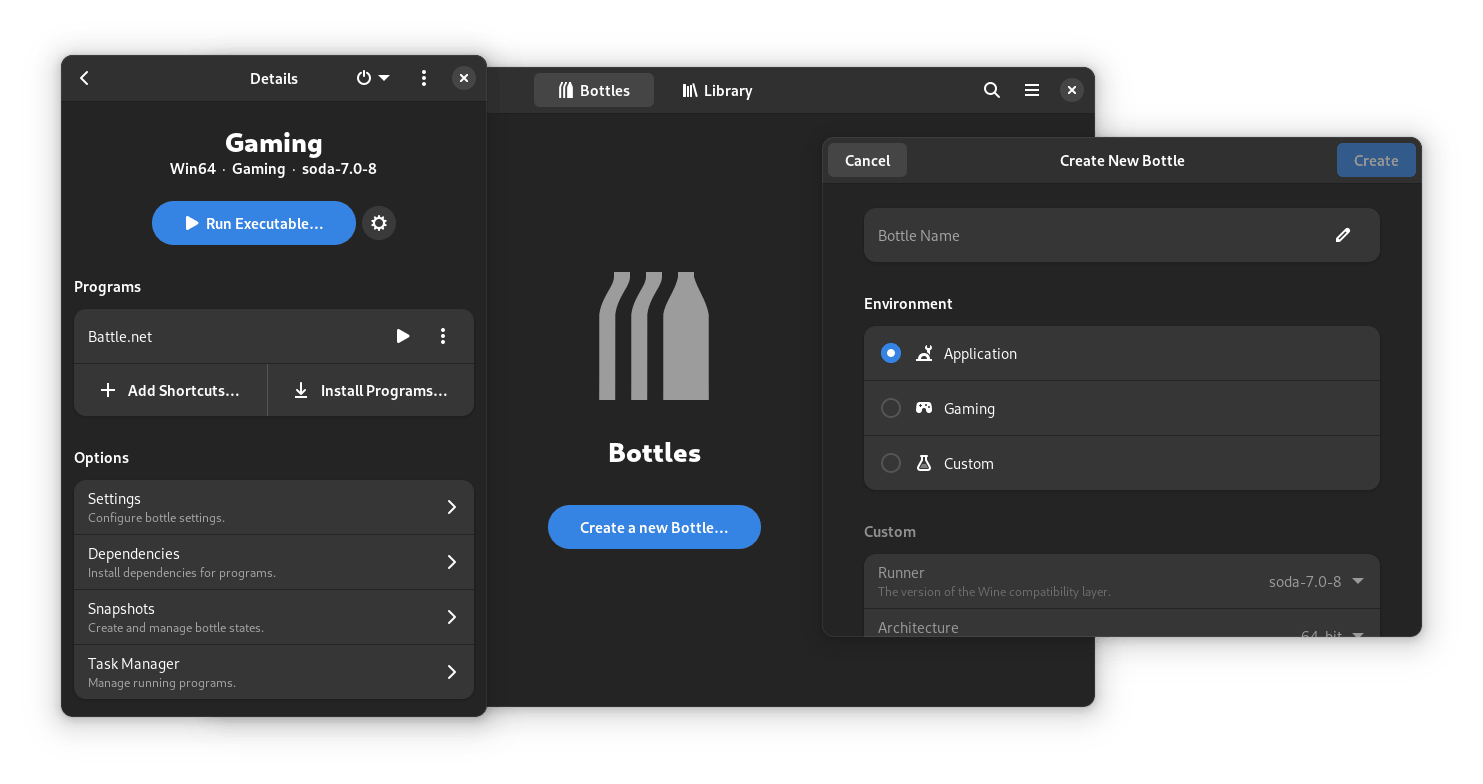 Details
Gaming
Win64 · Gaming · soda-7.0-8
Run Executable...
Programs
Battle.net
Add Shortcuts...
Install Programs...
Options
Settings
Configure bottle settings.
Dependencies
Install dependencies for programs.
Snapshots
Create and manage bottle states.
Task Manager
Manage running programs.
Bottles
Library
Bottles
Create a new Bottle...
Cancel
Create New Bottle
Create
Bottle Name
Environment
Application
Gaming
Custom
Custom
Runner
The version of the Wine compatibility layer.
soda-7.0-8
Architecture
64-bit